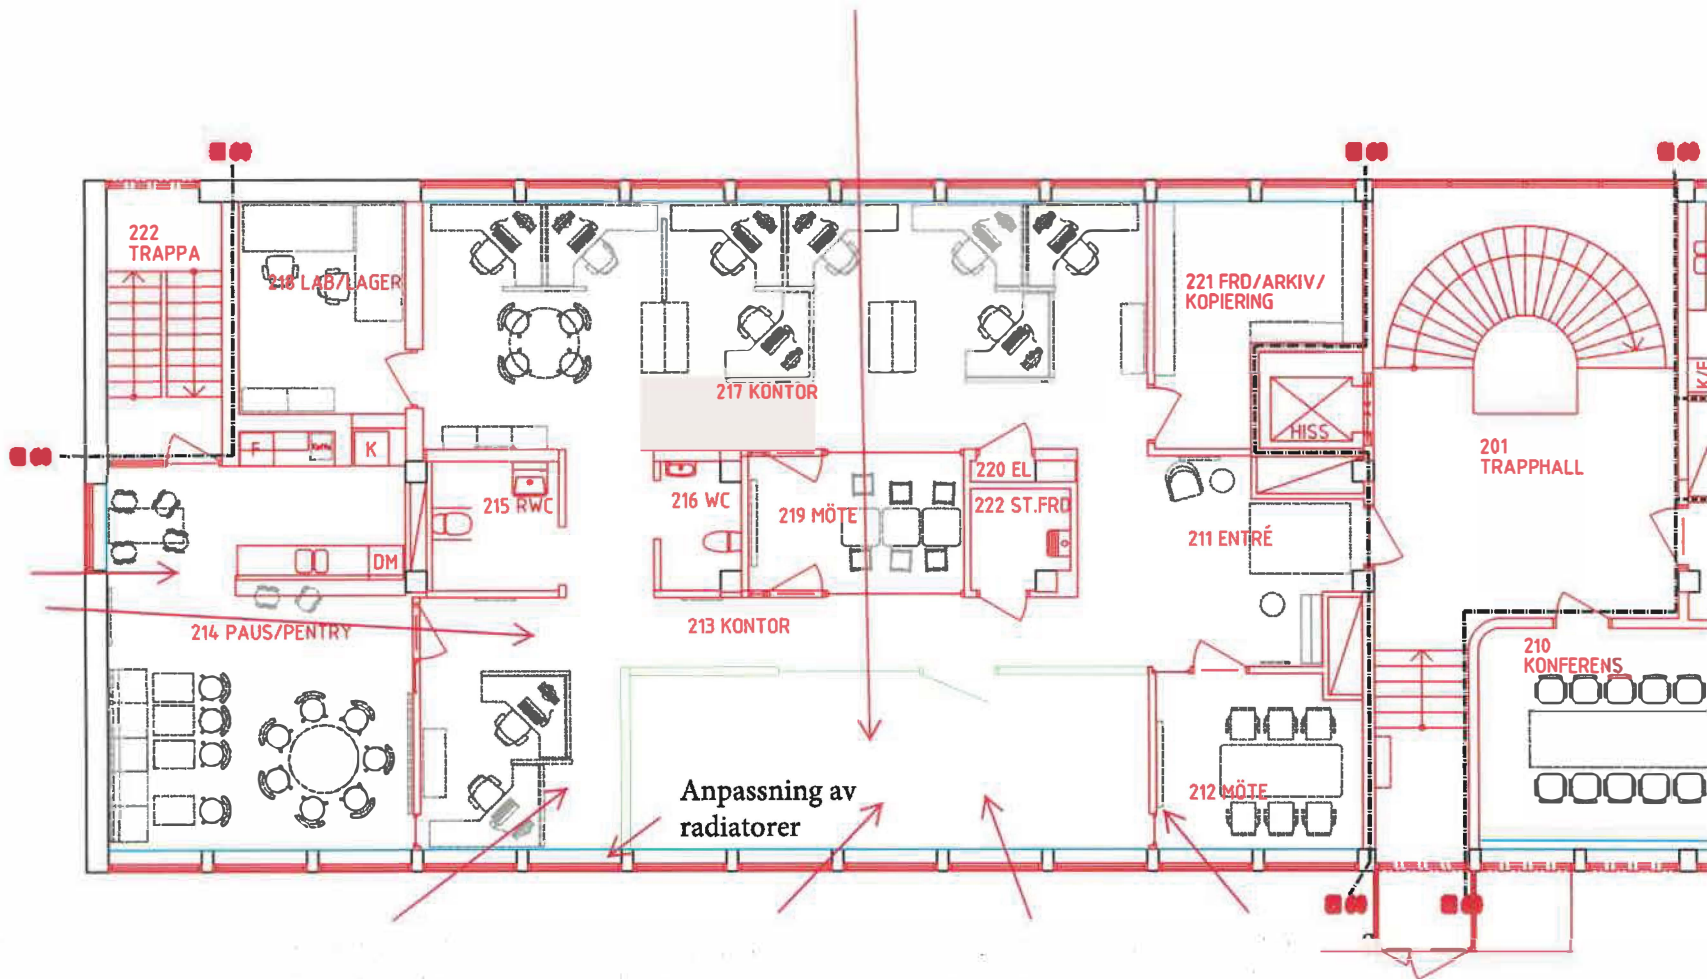 222
TRAPPA
218 LAB/LAGER
217 KONTOR
221 FRD/ARKIV/
KOPIERING
HISS
201
TRAPPHALL
F
K
K/F
215 RWC
216 WC
219 MÖTE
220 EL
222 ST.FRD
211 ENTRÉ
DM
214 PAUS/PENTRY
213 KONTOR
210
KONFERENS
212 MÖTE
Anpassning av
radiatorer